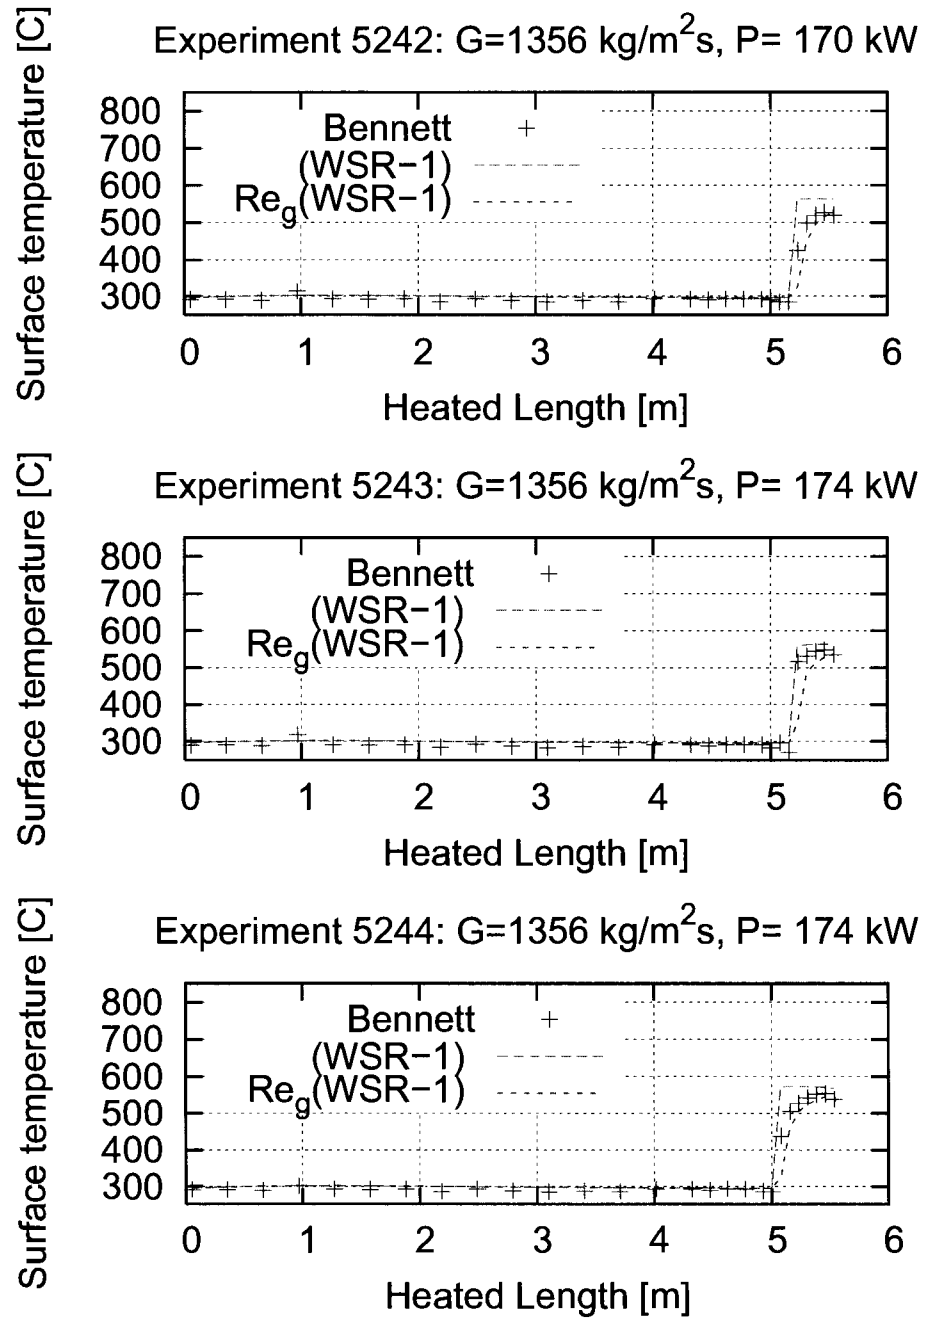 Experiment 5242: G=1356 kg/m²s, P= 170 kW
Surface temperature [C]
800
700
600
500
400
300
Bennett
(WSR−1)
Re_g(WSR−1)
0 1 2 3 4 5 6
Heated Length [m]
Experiment 5243: G=1356 kg/m²s, P= 174 kW
Surface temperature [C]
800
700
600
500
400
300
Bennett
(WSR−1)
Re_g(WSR−1)
0 1 2 3 4 5 6
Heated Length [m]
Experiment 5244: G=1356 kg/m²s, P= 174 kW
Surface temperature [C]
800
700
600
500
400
300
Bennett
(WSR−1)
Re_g(WSR−1)
0 1 2 3 4 5 6
Heated Length [m]